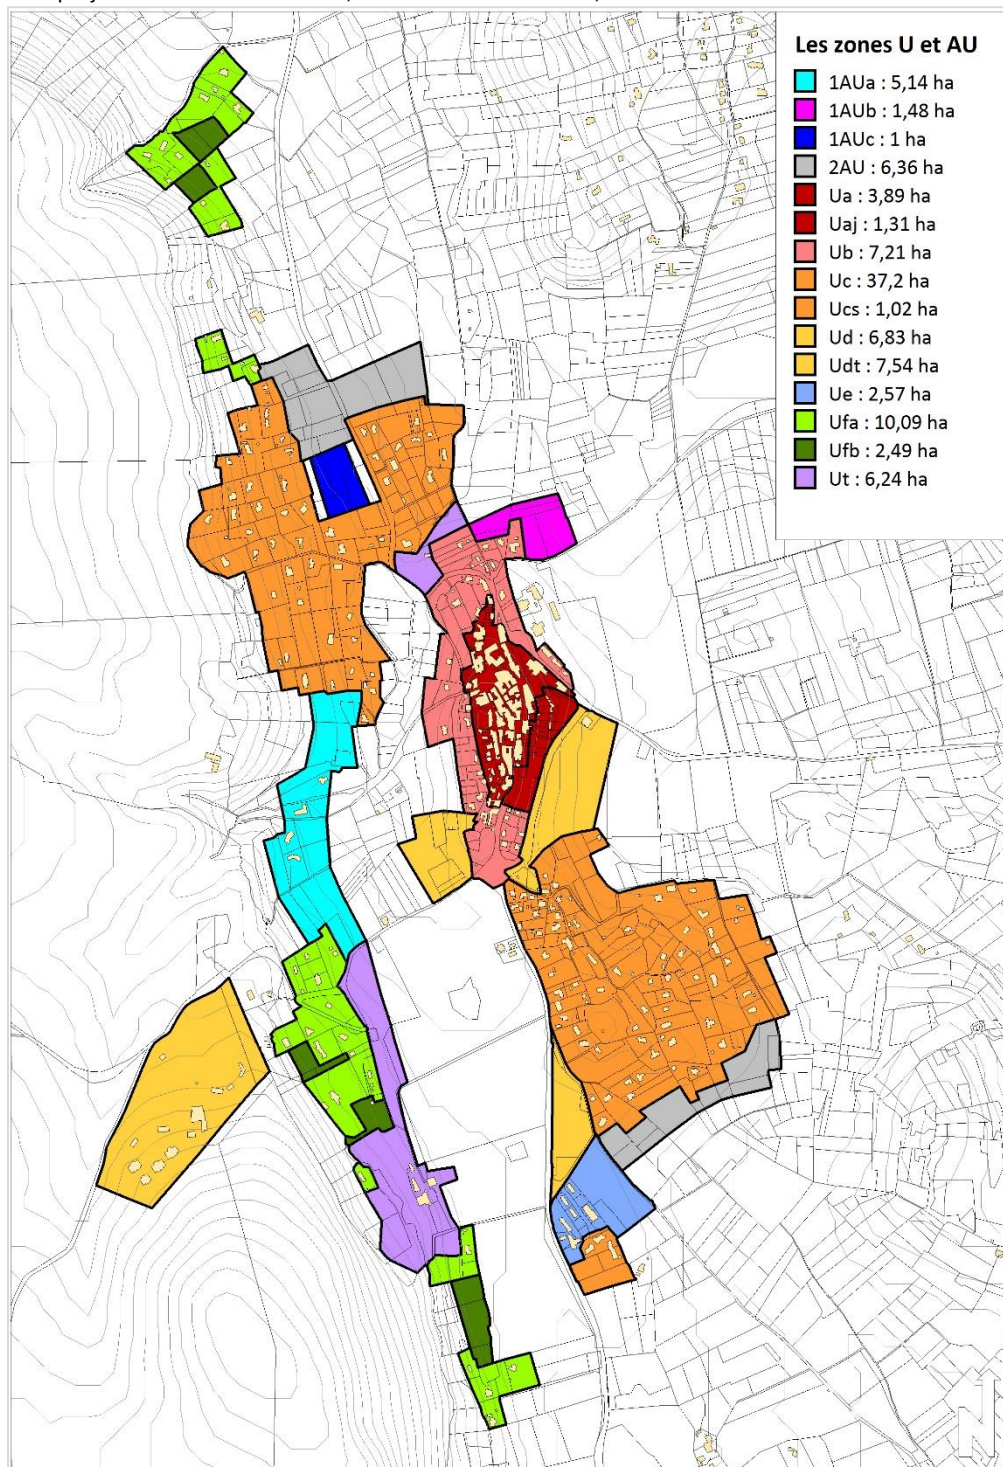 Les zones U et AU
1AUa : 5,14 ha
1AUb : 1,48 ha
1AUc : 1 ha
2AU : 6,36 ha
Ua : 3,89 ha
Uaj : 1,31 ha
Ub : 7,21 ha
Uc : 37,2 ha
Ucs : 1,02 ha
Ud : 6,83 ha
Udt : 7,54 ha
Ue : 2,57 ha
Ufa : 10,09 ha
Ufb : 2,49 ha
Ut : 6,24 ha
N